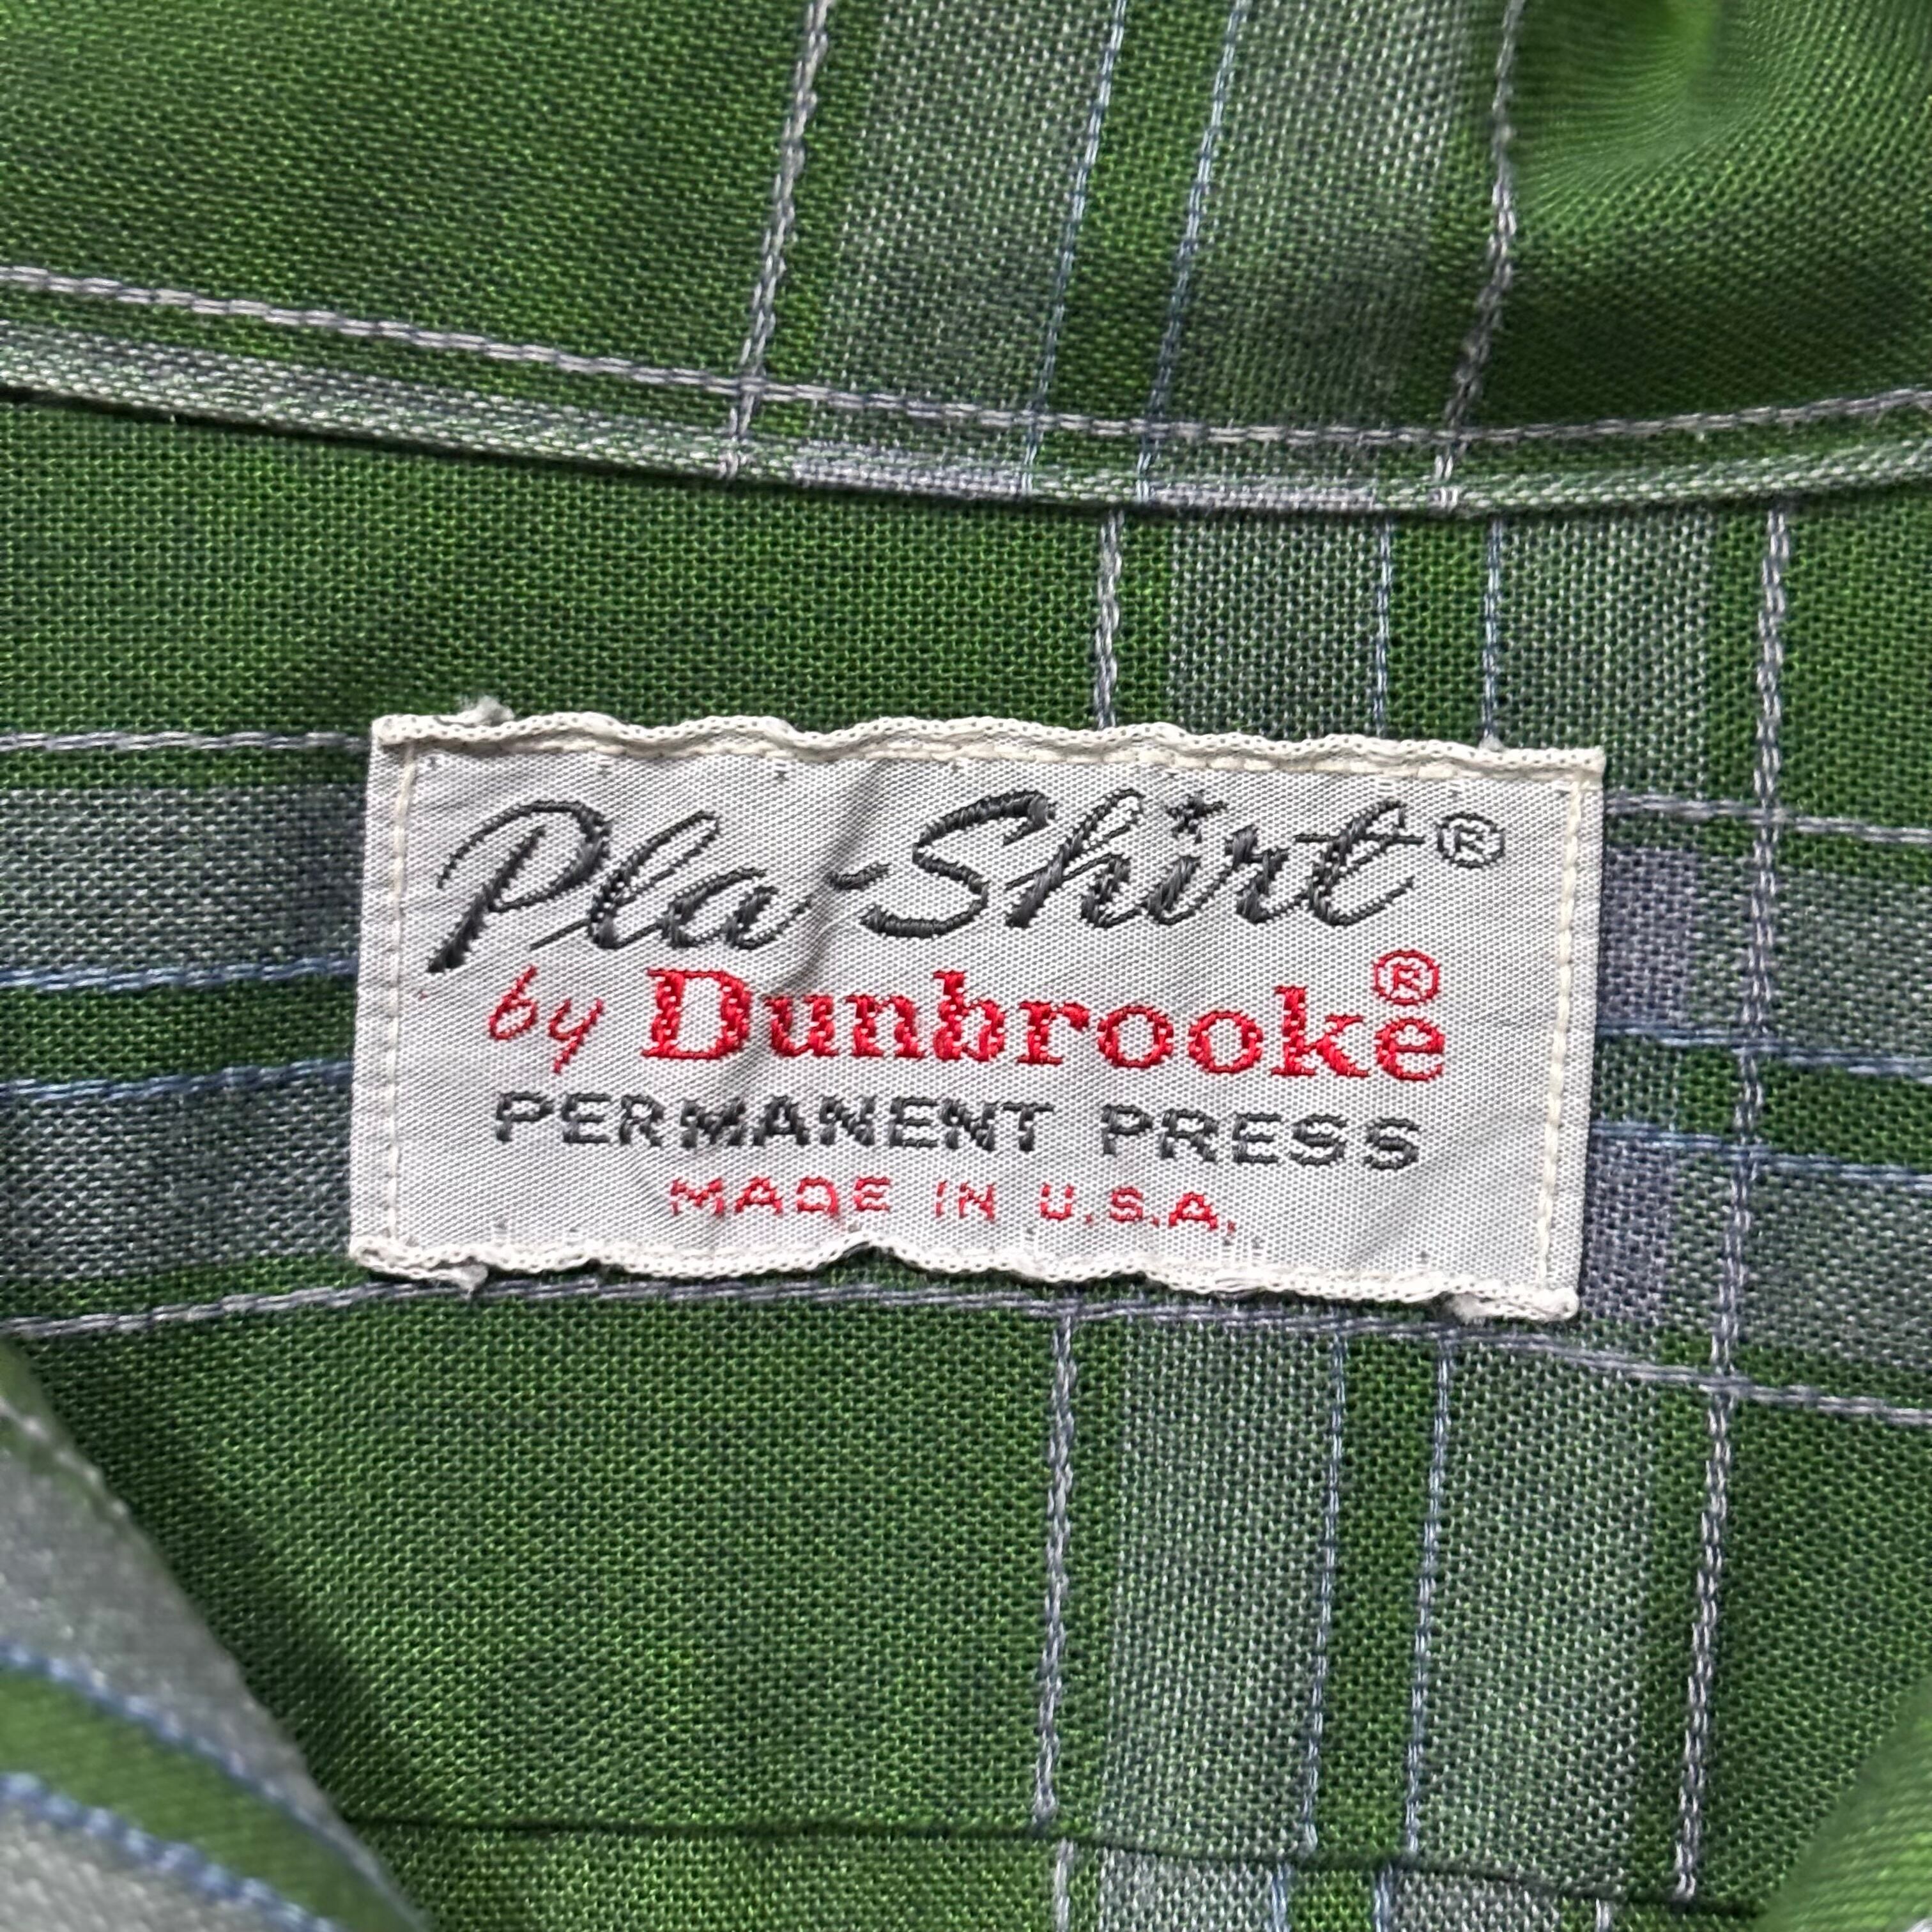 Pla-Shirt®
by Dunbrooke®
PERMANENT PRESS
MADE IN U.S.A.